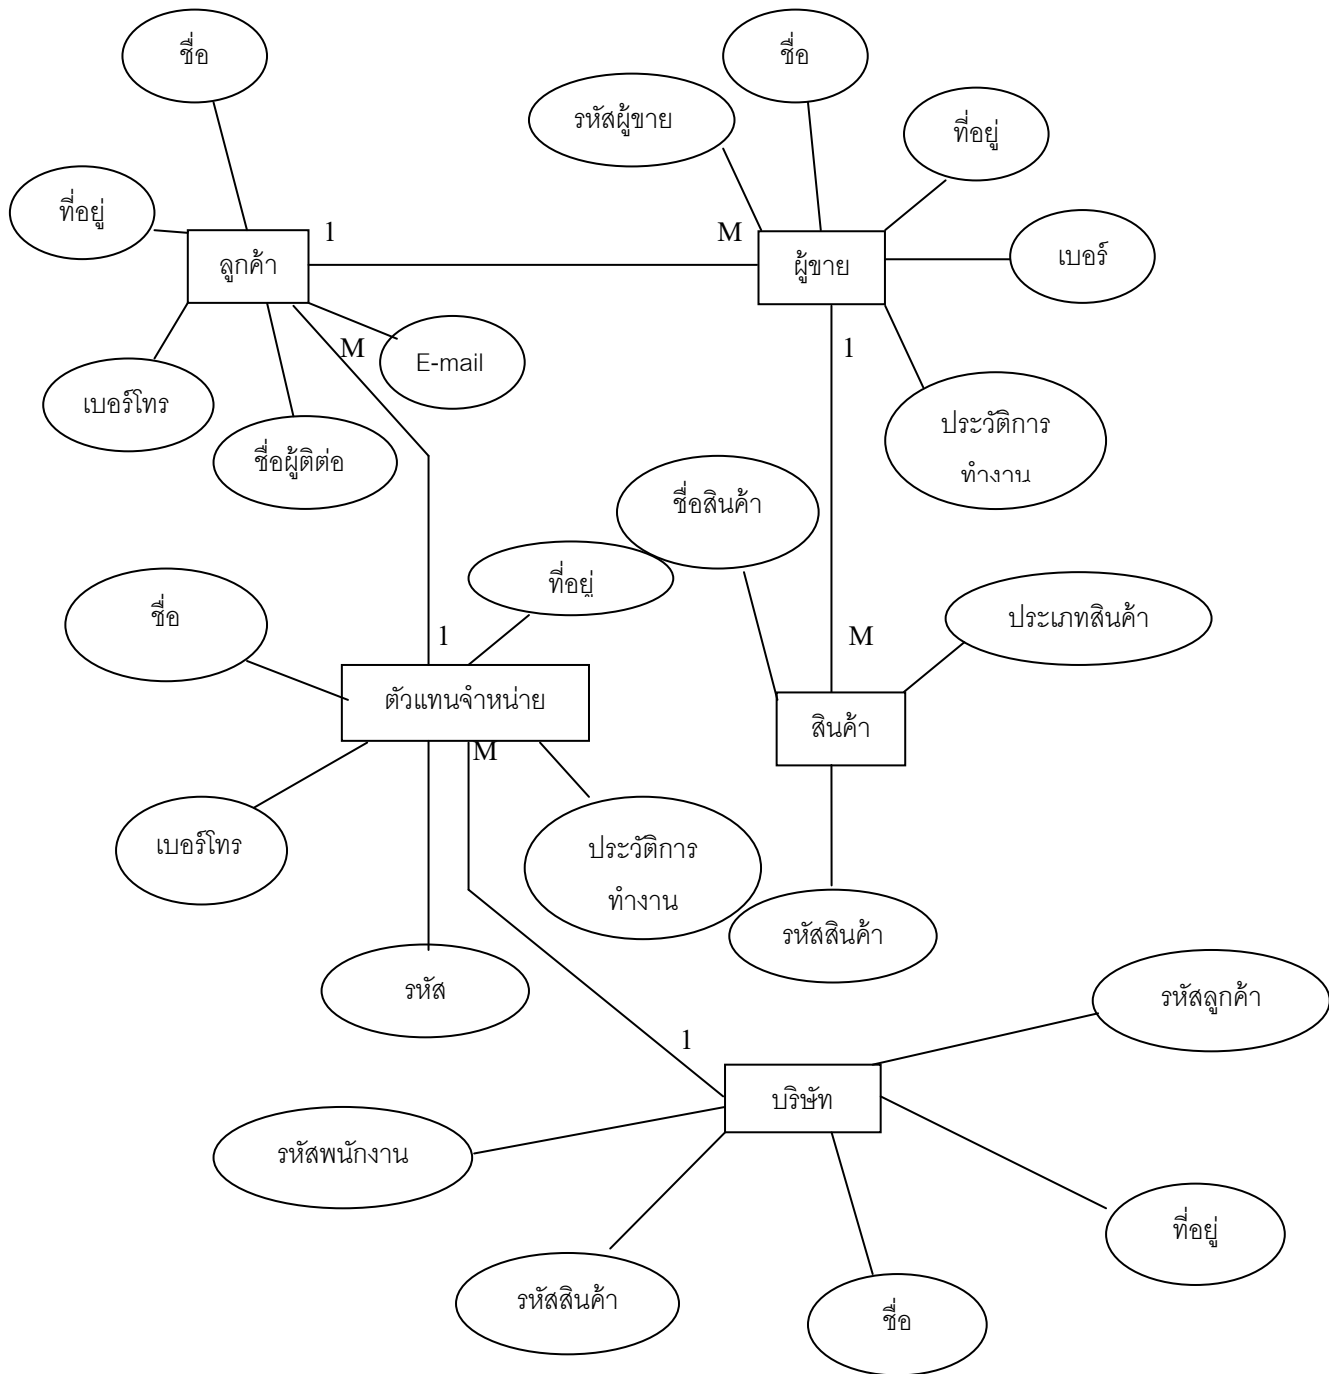 ชื่อ
ชื่อ
รหัสผู้ขาย
ที่อยู่
ที่อยู่
1
M
ลูกค้า
ผู้ขาย
เบอร์
M
E-mail
1
เบอร์โทร
ชื่อผู้ติต่อ
ประวัติการ
ทำงาน
ชื่อสินค้า
ที่อยู่
ชื่อ
ประเภทสินค้า
1
M
ตัวแทนจำหน่าย
สินค้า
M
เบอร์โทร
ประวัติการ
ทำงาน
รหัสสินค้า
รหัส
รหัสลูกค้า
1
บริษัท
รหัสพนักงาน
ที่อยู่
รหัสสินค้า
ชื่อ